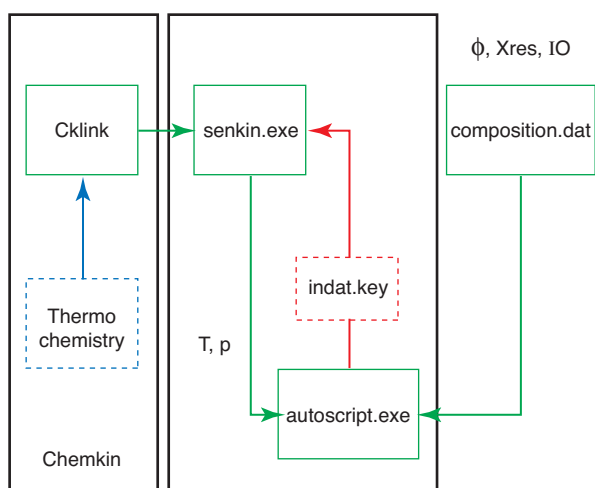 ϕ, Xres, IO
Cklink
senkin.exe
composition.dat
indat.key
Thermo
chemistry
T, p
autoscript.exe
Chemkin